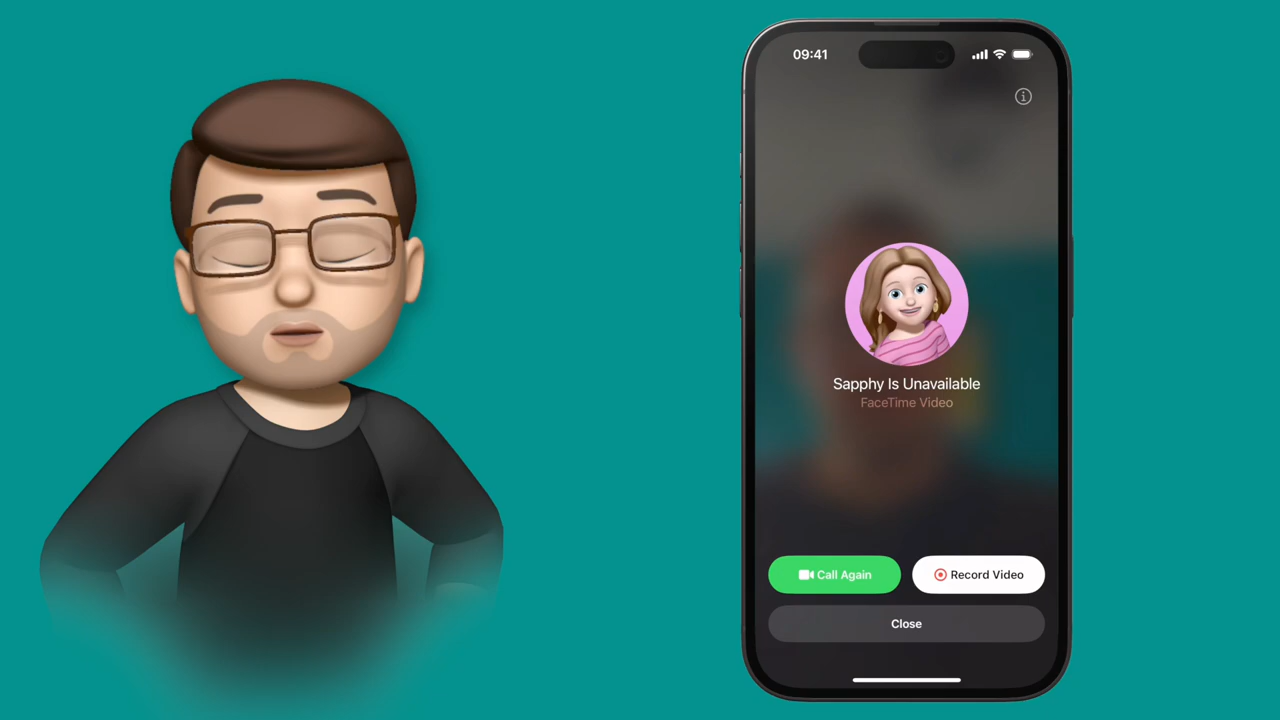 09:41
Sapphy Is Unavailable
FaceTime Video
Call Again
Record Video
Close